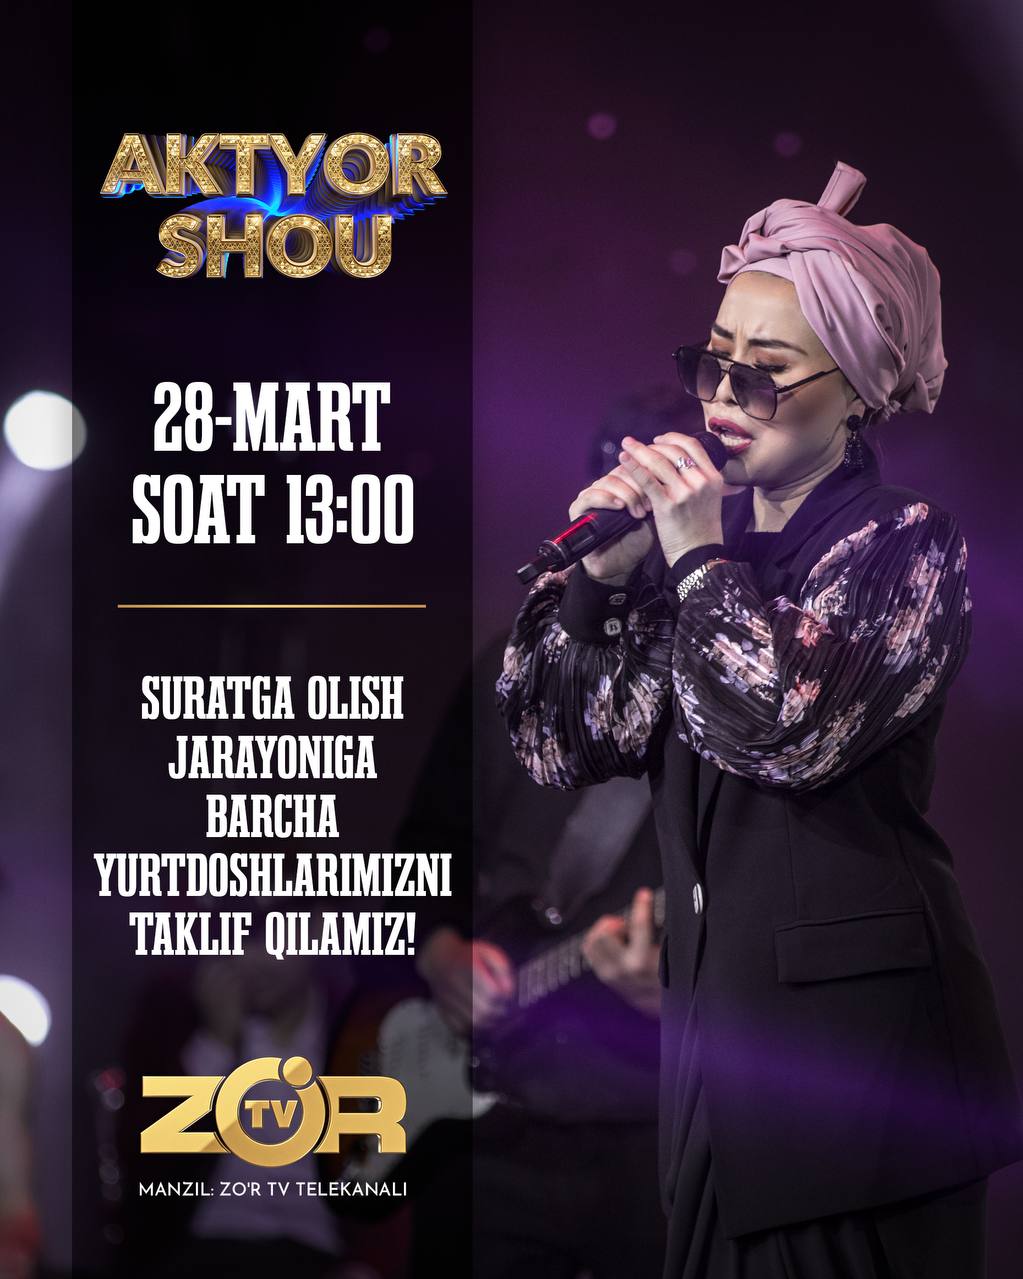 AKTYOR
SHOU
28-MART
SOAT 13:00
SURATGA OLISH
JARAYONIGA
BARCHA
YURTDOSHLARIMIZNI
TAKLIF QILAMIZ!
ZO'R TV
MANZIL: ZO'R TV TELEKANALI